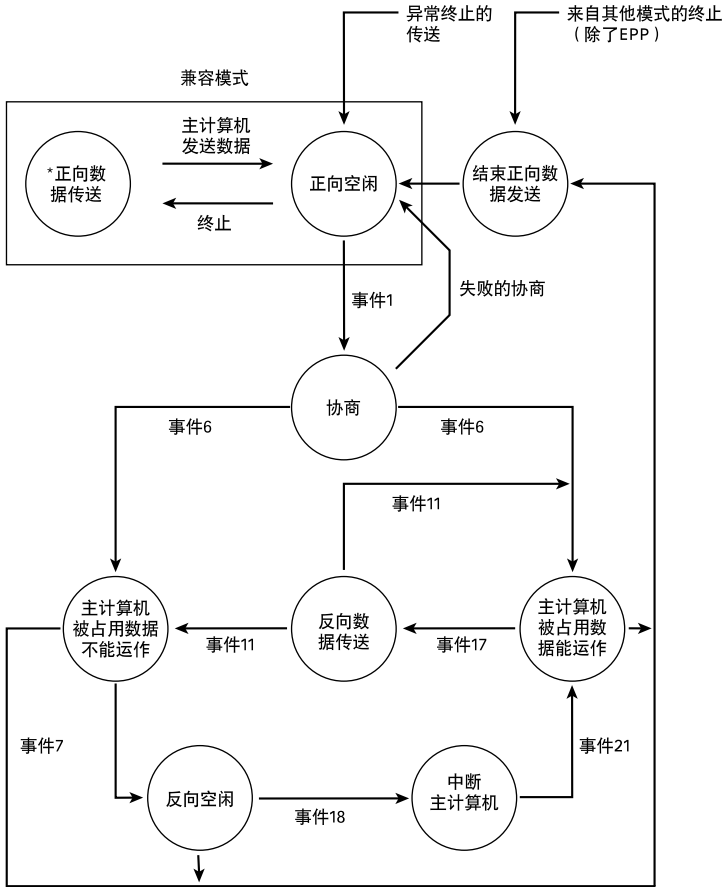 异常终止的
传送
来自其他模式的终止
（除了EPP）
兼容模式
主计算机
发送数据
*正向数
据传送
正向空闲
结束正向数
据发送
终止
事件1
失败的协商
协商
事件6
事件6
事件11
主计算机
被占用数据
不能运作
反向数
据传送
主计算机
被占用数
据能运作
事件11
事件17
事件7
事件21
反向空闲
中断
主计算机
事件18